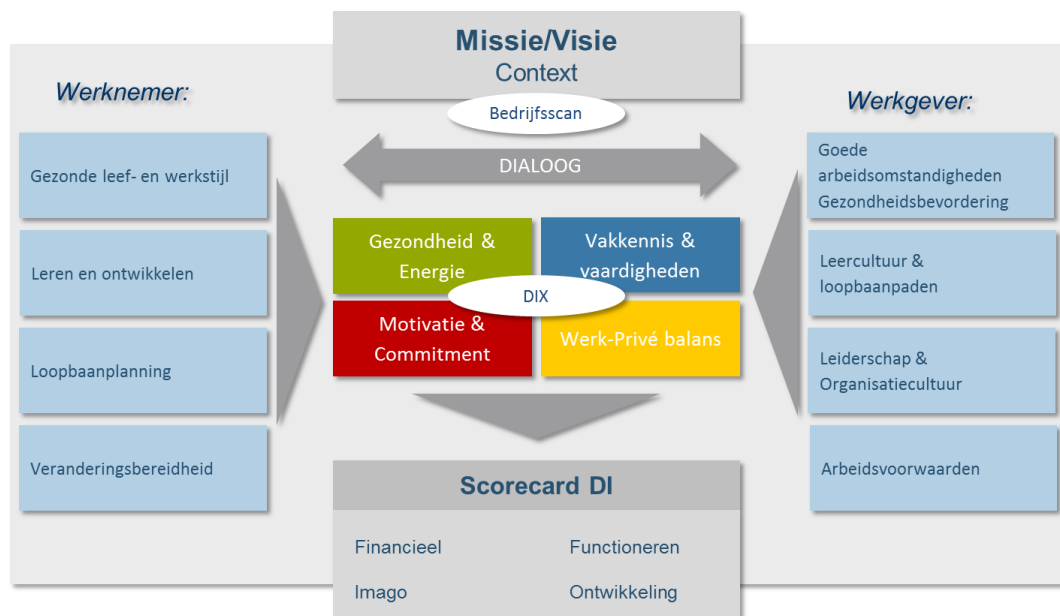 Missie/Visie
Context
Bedrijfsscan
Werknemer:
Gezonde leef- en werkstijl
Leren en ontwikkelen
Loopbaanplanning
Veranderingsbereidheid
DIALOOG
Gezondheid &
Energie
Vakkennis &
vaardigheden
DIX
Motivatie &
Commitment
Werk-Privé balans
Werkgever:
Goede
arbeidsomstandigheden
Gezondheidsbevordering
Leercultuur &
loopbaanpaden
Leiderschap &
Organisatiecultuur
Arbeidsvoorwaarden
Scorecard DI
Financieel
Functioneren
Imago
Ontwikkeling